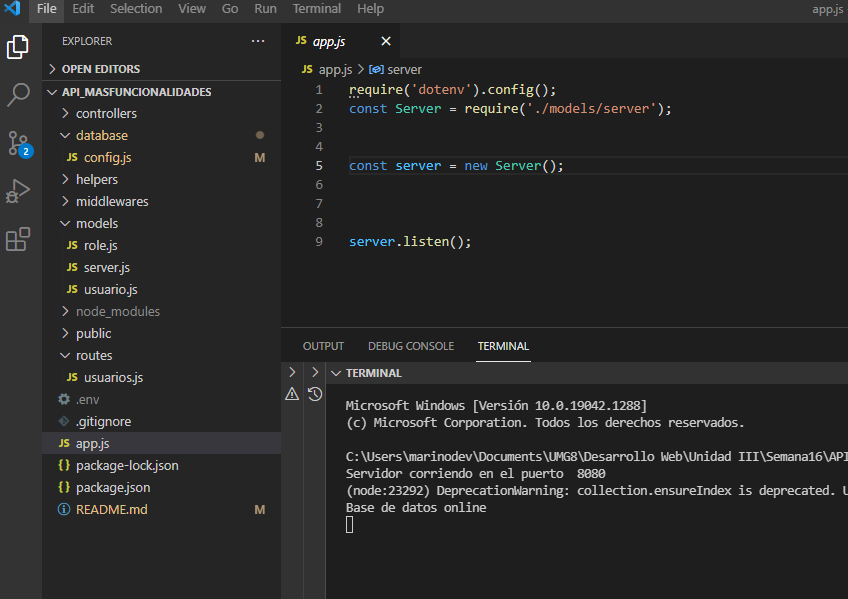 File Edit Selection View Go Run Terminal Help app.js
EXPLORER ···
OPEN EDITORS
API_MASFUNCIONALIDADES
controllers
database
JS config.js M
helpers
middlewares
models
JS role.js
JS server.js
JS usuario.js
node_modules
public
routes
JS usuarios.js
.env
.gitignore
JS app.js
{} package-lock.json
{} package.json
README.md M
2
JS app.js
JS app.js > server
1 require('dotenv').config();
2 const Server = require('./models/server');
3
4
5 const server = new Server();
6
7
8
9 server.listen();
OUTPUT DEBUG CONSOLE TERMINAL
TERMINAL
Microsoft Windows [Versión 10.0.19042.1288]
(c) Microsoft Corporation. Todos los derechos reservados.
C:\Users\marinodev\Documents\UMG8\Desarrollo Web\Unidad III\Semana16\API
Servidor corriendo en el puerto 8080
(node:23292) DeprecationWarning: collection.ensureIndex is deprecated. U
Base de datos online